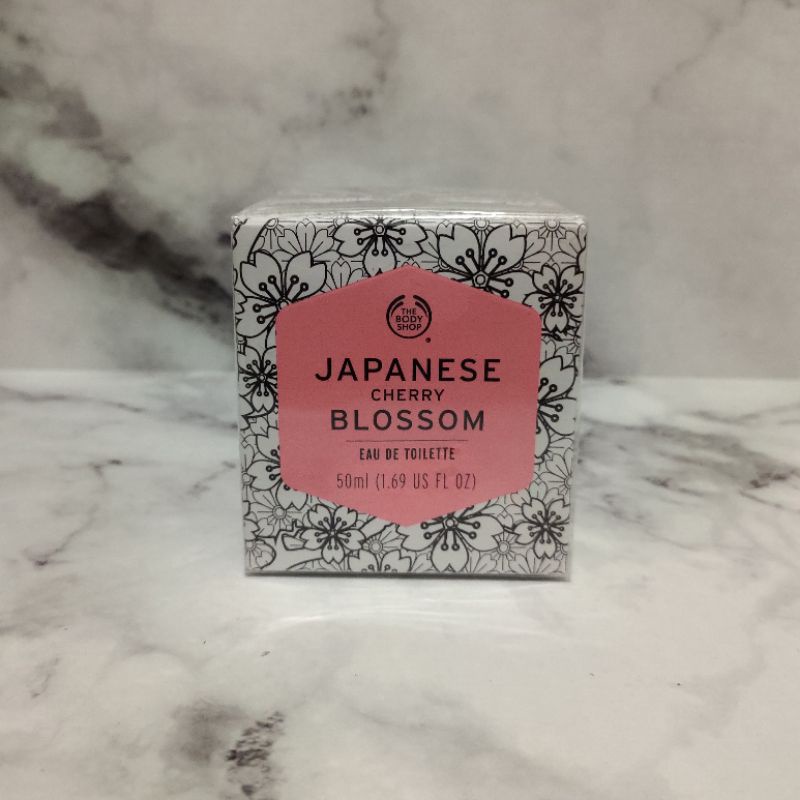 THE
BODY
SHOP
JAPANESE
CHERRY
BLOSSOM
EAU DE TOILETTE
50ml (1.69 US FL OZ)